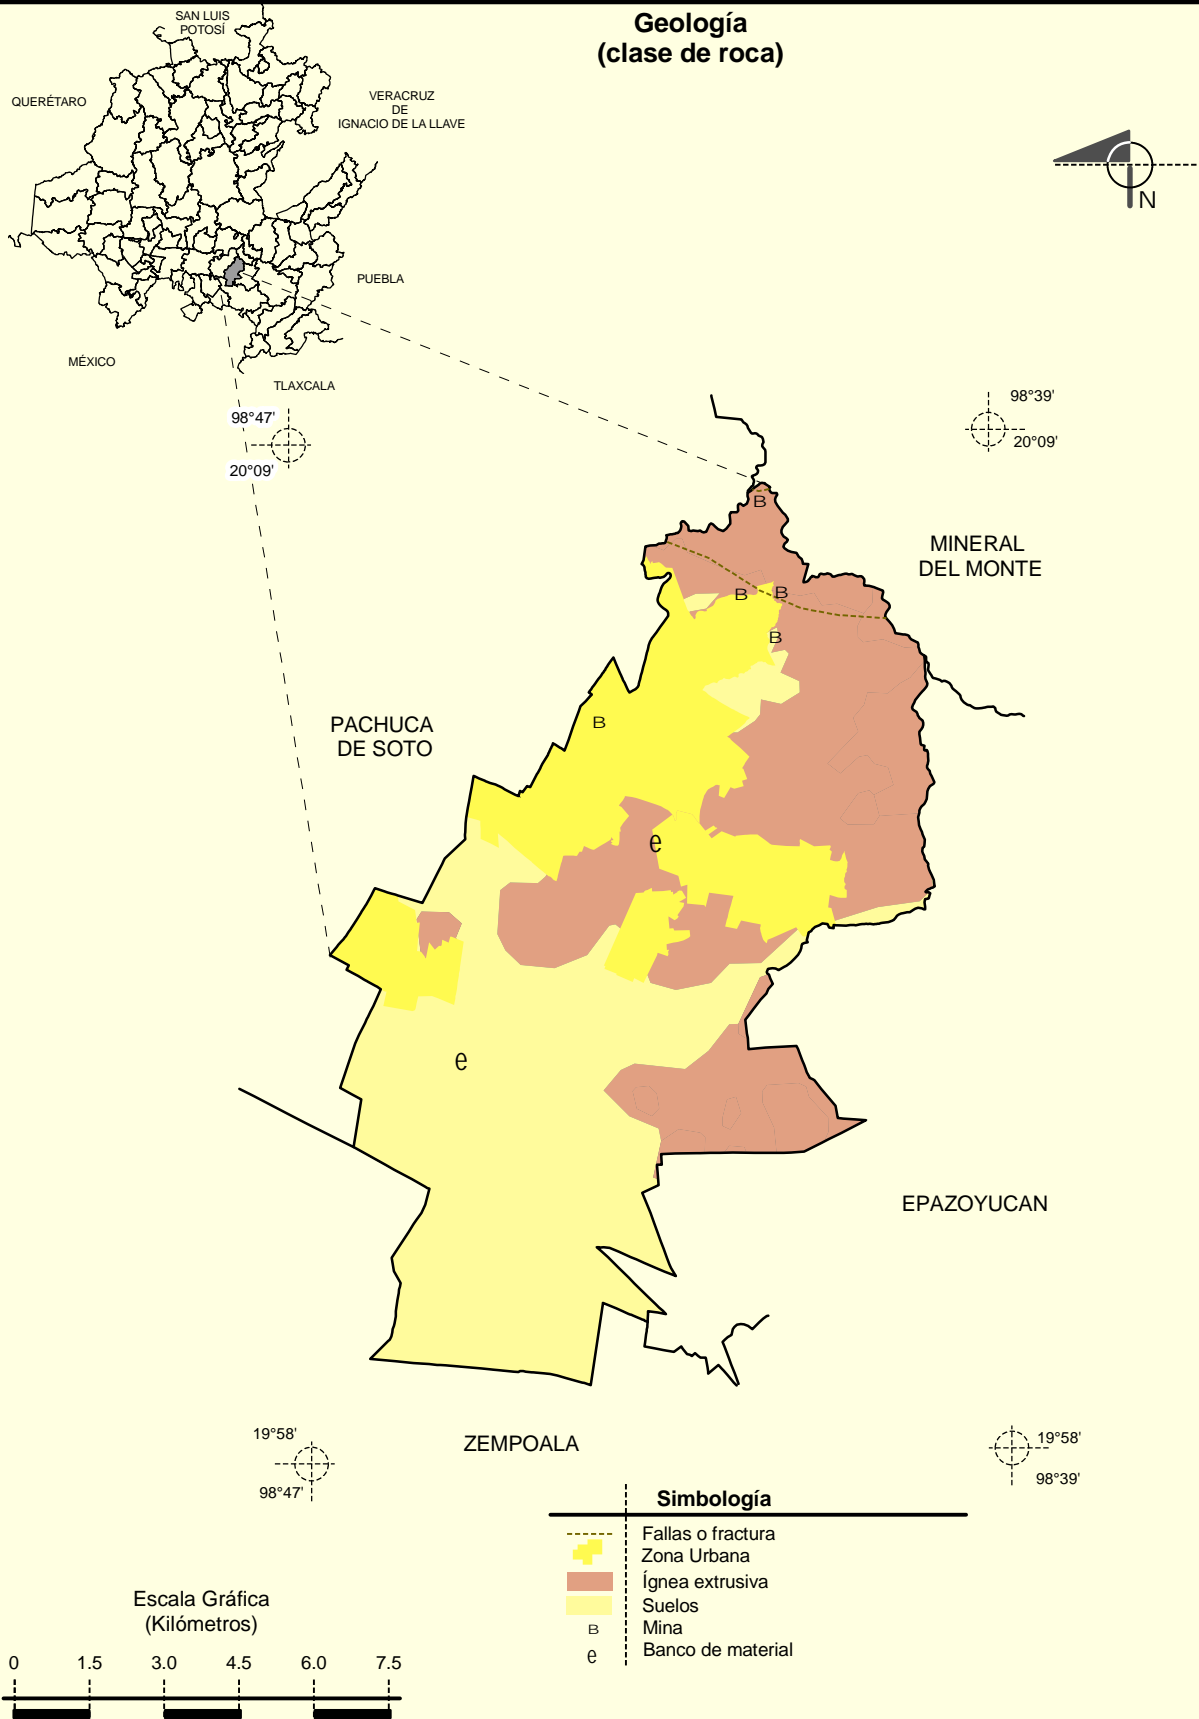 Geología
(clase de roca)
SAN LUIS
POTOSÍ
QUERÉTARO
VERACRUZ
DE
IGNACIO DE LA LLAVE
N
PUEBLA
MÉXICO
TLAXCALA
98°47'
20°09'
98°39'
20°09'
MINERAL
DEL MONTE
B
B
B
B
B
PACHUCA
DE SOTO
e
e
EPAZOYUCAN
ZEMPOALA
19°58'
98°47'
19°58'
98°39'
Simbología
Fallas o fractura
Zona Urbana
Ígnea extrusiva
Suelos
B Mina
e Banco de material
Escala Gráfica
(Kilómetros)
0 1.5 3.0 4.5 6.0 7.5